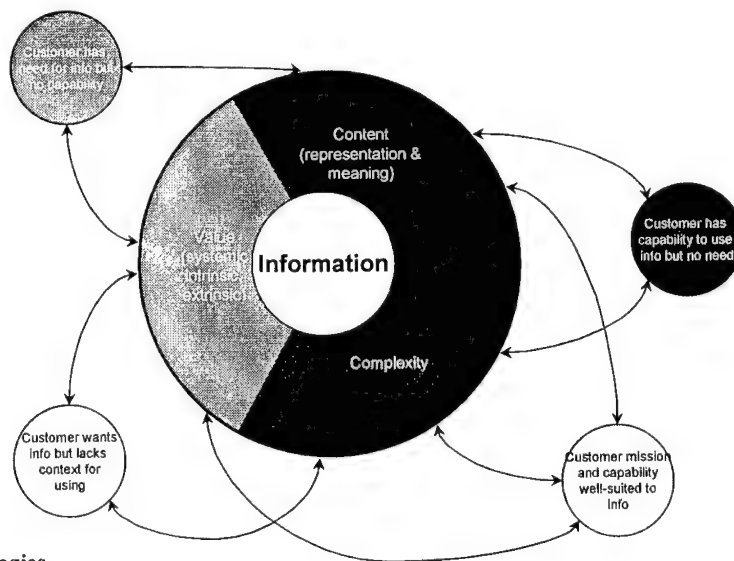 Customer has
need for info but
no capability
Content
(representation &
meaning)
Customer has
capability to use
info but no need
Value
(systemic
intrinsic
extrinsic)
Information
Complexity
Customer wants
info but lacks
context for
using
Customer mission
and capability
well-suited to
Info